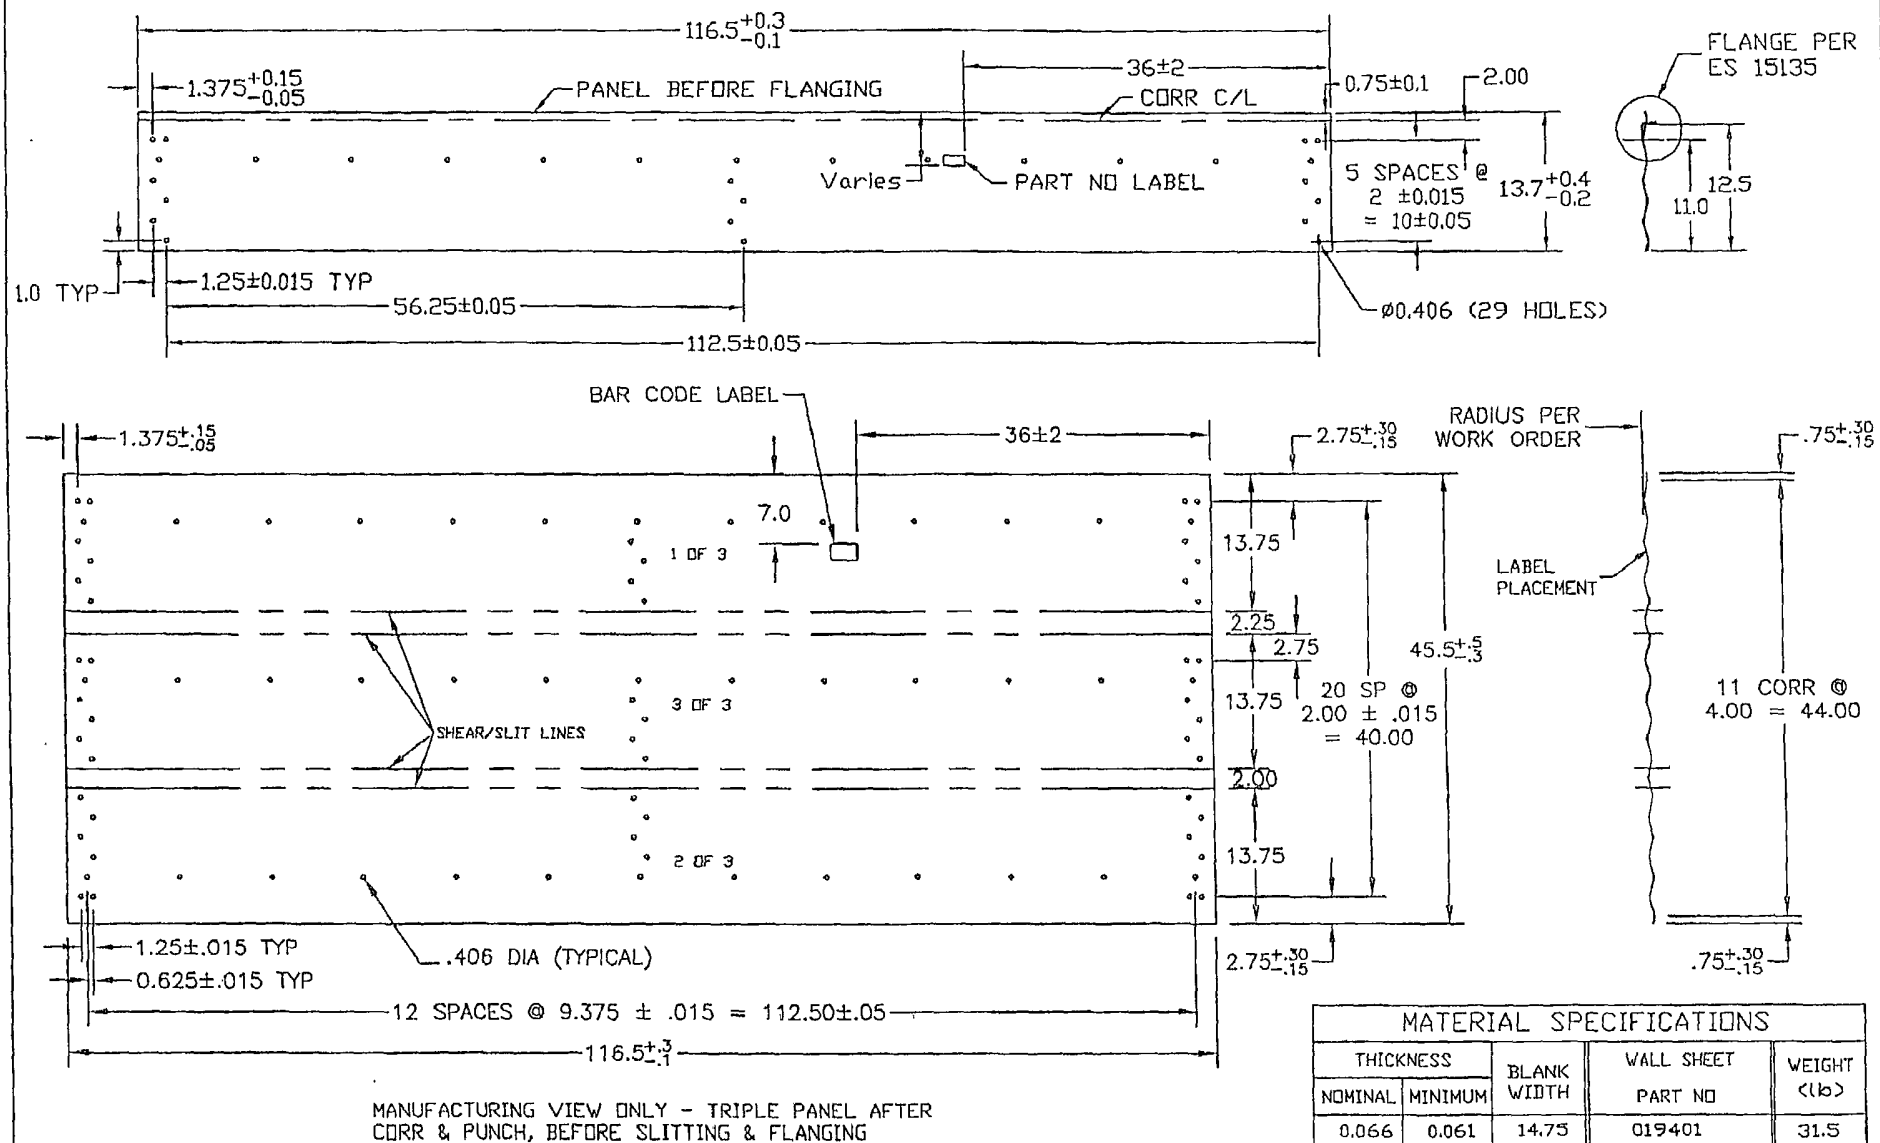 116.5+0.3
-0.1
1.375+0.15
-0.05
PANEL BEFORE FLANGING
36±2
CORR C/L
0.75±0.1
2.00
FLANGE PER
ES 15135
Varies
PART NO LABEL
5 SPACES @
2 ±0.015
= 10±0.05
13.7+0.4
-0.2
11.0
12.5
1.0 TYP
1.25±0.015 TYP
56.25±0.05
112.5±0.05
ø0.406 (29 HOLES)
BAR CODE LABEL
1.375+.15
-.05
36±2
2.75+.30
-.15
RADIUS PER
WORK ORDER
.75+.30
-.15
7.0
1 OF 3
13.75
LABEL
PLACEMENT
2.25
2.75
45.5+.5
-.3
3 OF 3
13.75
20 SP @
2.00 ± .015
= 40.00
11 CORR @
4.00 = 44.00
SHEAR/SLIT LINES
2.00
2 OF 3
13.75
1.25±.015 TYP
.406 DIA (TYPICAL)
2.75+.30
-.15
.75+.30
-.15
0.625±.015 TYP
12 SPACES @ 9.375 ± .015 = 112.50±.05
116.5+.3
-.1
MANUFACTURING VIEW ONLY - TRIPLE PANEL AFTER
CORR & PUNCH, BEFORE SLITTING & FLANGING
MATERIAL SPECIFICATIONS
THICKNESS
BLANK
WIDTH
WALL SHEET
PART NO
WEIGHT
(lb)
NOMINAL
MINIMUM
0.066
0.061
14.75
019401
31.5